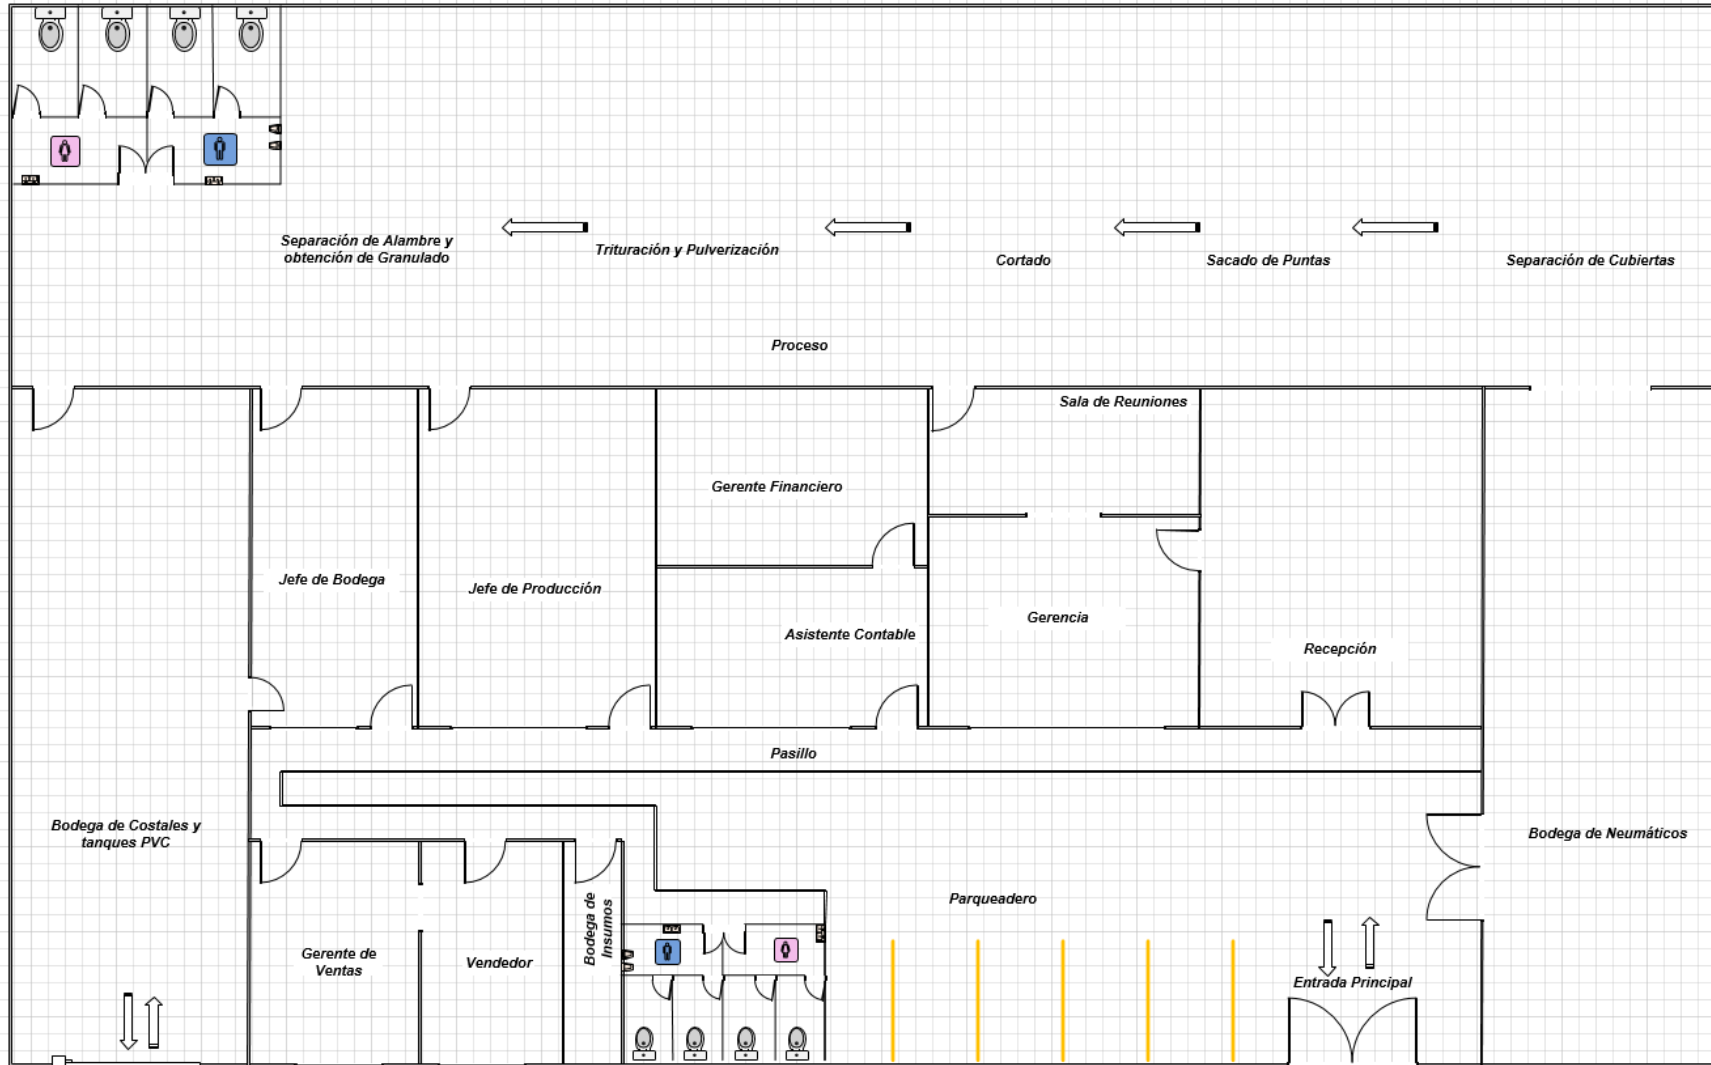 Separación de Alambre y
obtención de Granulado
Trituración y Pulverización
Cortado
Sacado de Puntas
Separación de Cubiertas
Proceso
Sala de Reuniones
Gerente Financiero
Jefe de Bodega
Jefe de Producción
Asistente Contable
Gerencia
Recepción
Pasillo
Bodega de Costales y
tanques PVC
Bodega de Neumáticos
Parqueadero
Bodega de
Insumos
Gerente de
Ventas
Vendedor
Entrada Principal